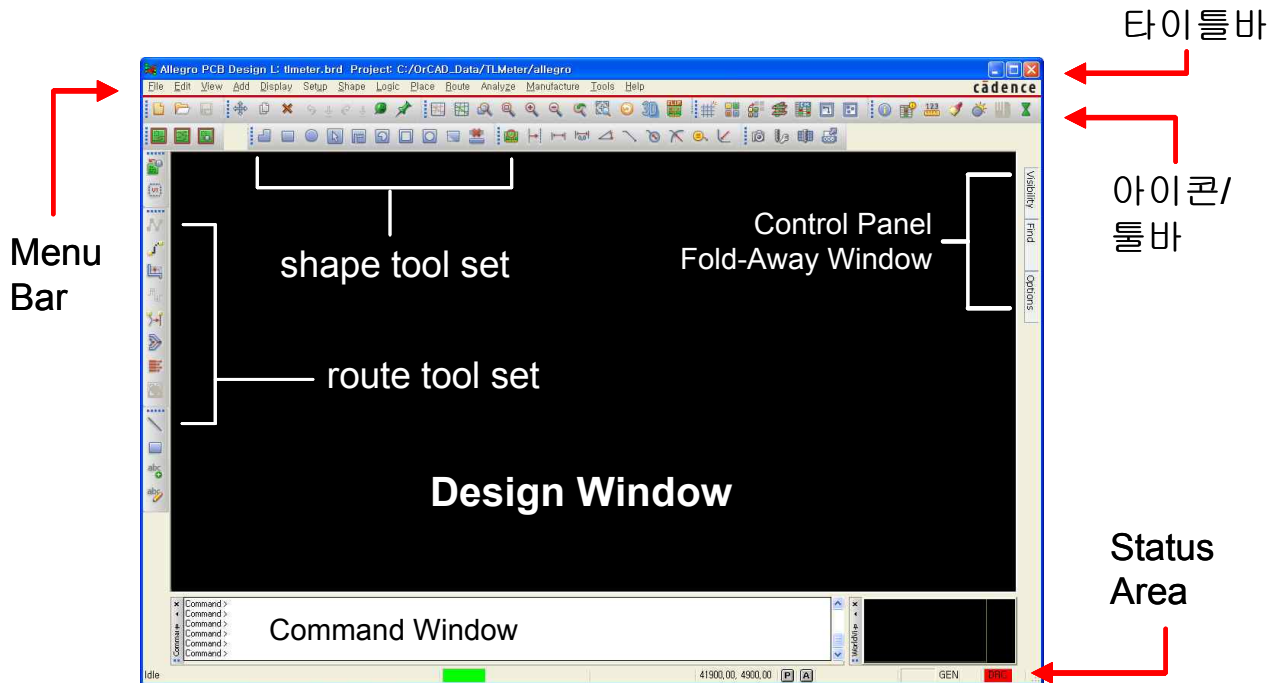 타이틀바
Allegro PCB Design L: tlmeter.brd Project: C:/OrCAD_Data/TLMeter/allegro
File Edit View Add Display Setup Shape Logic Place Route Analyze Manufacture Tools Help
cādence
아이콘/
툴바
Menu
Bar
shape tool set
Control Panel
Fold-Away Window
Visibility
Find
Options
route tool set
Design Window
Status
Area
Command >
Command >
Command >
Command >
Command >
Command >
Command Window
Idle
41900,00, 4900,00
P
A
GEN
DRC